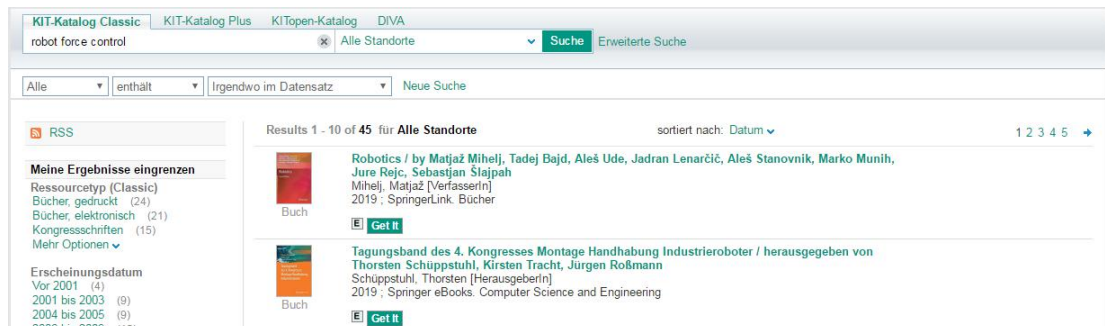 KIT-Katalog Classic KIT-Katalog Plus KITopen-Katalog DIVA
robot force control Alle Standorte Suche Erweiterte Suche
Alle enthält Irgendwo im Datensatz Neue Suche
RSS
Meine Ergebnisse eingrenzen
Ressourcetyp (Classic)
Bücher, gedruckt (24)
Bücher, elektronisch (21)
Kongressschriften (15)
Mehr Optionen
Erscheinungsdatum
Vor 2001 (4)
2001 bis 2003 (9)
2004 bis 2005 (9)
Results 1 - 10 of 45 für Alle Standorte sortiert nach: Datum 1 2 3 4 5
Robotics / by Matjaž Mihelj, Tadej Bajd, Aleš Ude, Jadran Lenarčič, Aleš Stanovnik, Marko Munih,
Jure Rejc, Sebastjan Šlajpah
Mihelj, Matjaž [VerfasserIn]
2019 ; SpringerLink. Bücher
Buch
E Get It
Tagungsband des 4. Kongresses Montage Handhabung Industrieroboter / herausgegeben von
Thorsten Schüppstuhl, Kirsten Tracht, Jürgen Roßmann
Schüppstuhl, Thorsten [HerausgeberIn]
2019 ; Springer eBooks. Computer Science and Engineering
Buch
E Get It